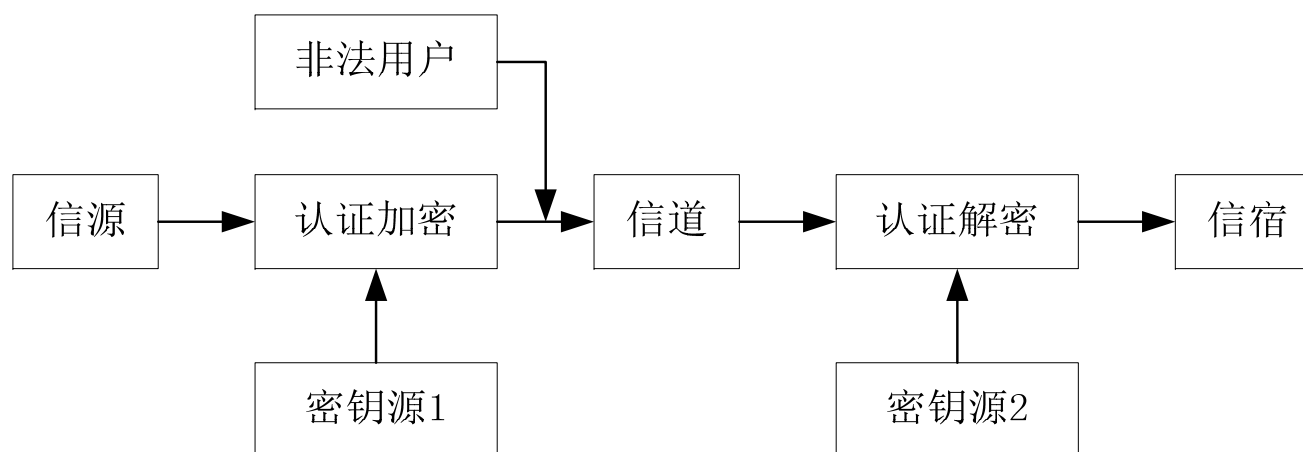 非法用户
信源
认证加密
信道
认证解密
信宿
密钥源1
密钥源2